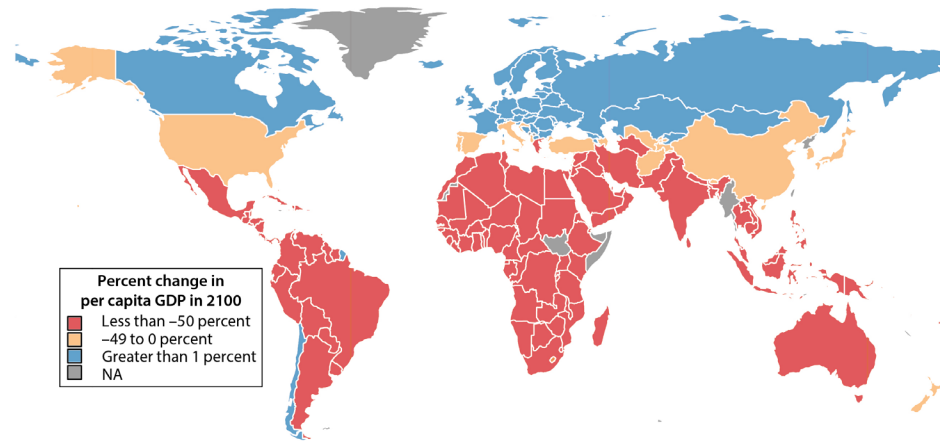 Percent change in
per capita GDP in 2100
Less than –50 percent
–49 to 0 percent
Greater than 1 percent
NA